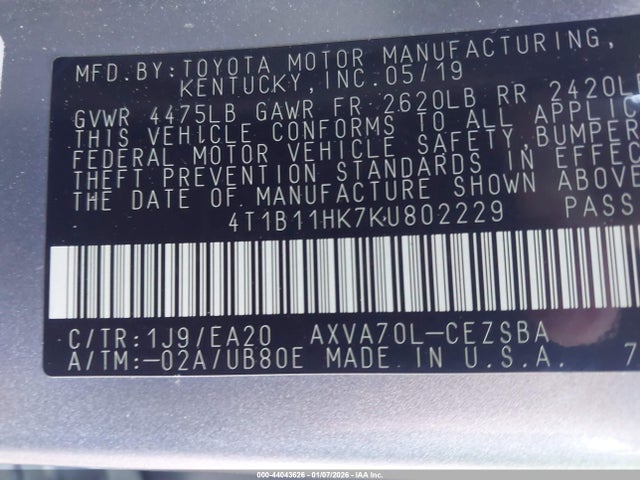 MFD.BY:TOYOTA MOTOR MANUFACTURING,
KENTUCKY,INC.05/19
GVWR 4475LB GAWR FR 2620LB RR 2420L
THIS VEHICLE CONFORMS TO ALL APPLIC
FEDERAL MOTOR VEHICLE SAFETY,BUMPER
THEFT PREVENTION STANDARDS IN EFFEC
THE DATE OF MANUFACTURE SHOWN ABOVE
4T1B11HK7KU802229 PASS
C/TR:1J9/EA20 AXVA70L-CEZSBA
A/TM:-02A/UB80E MADE IN U.S.A. 7
000-44043626 - 01/07/2026 - IAA Inc.